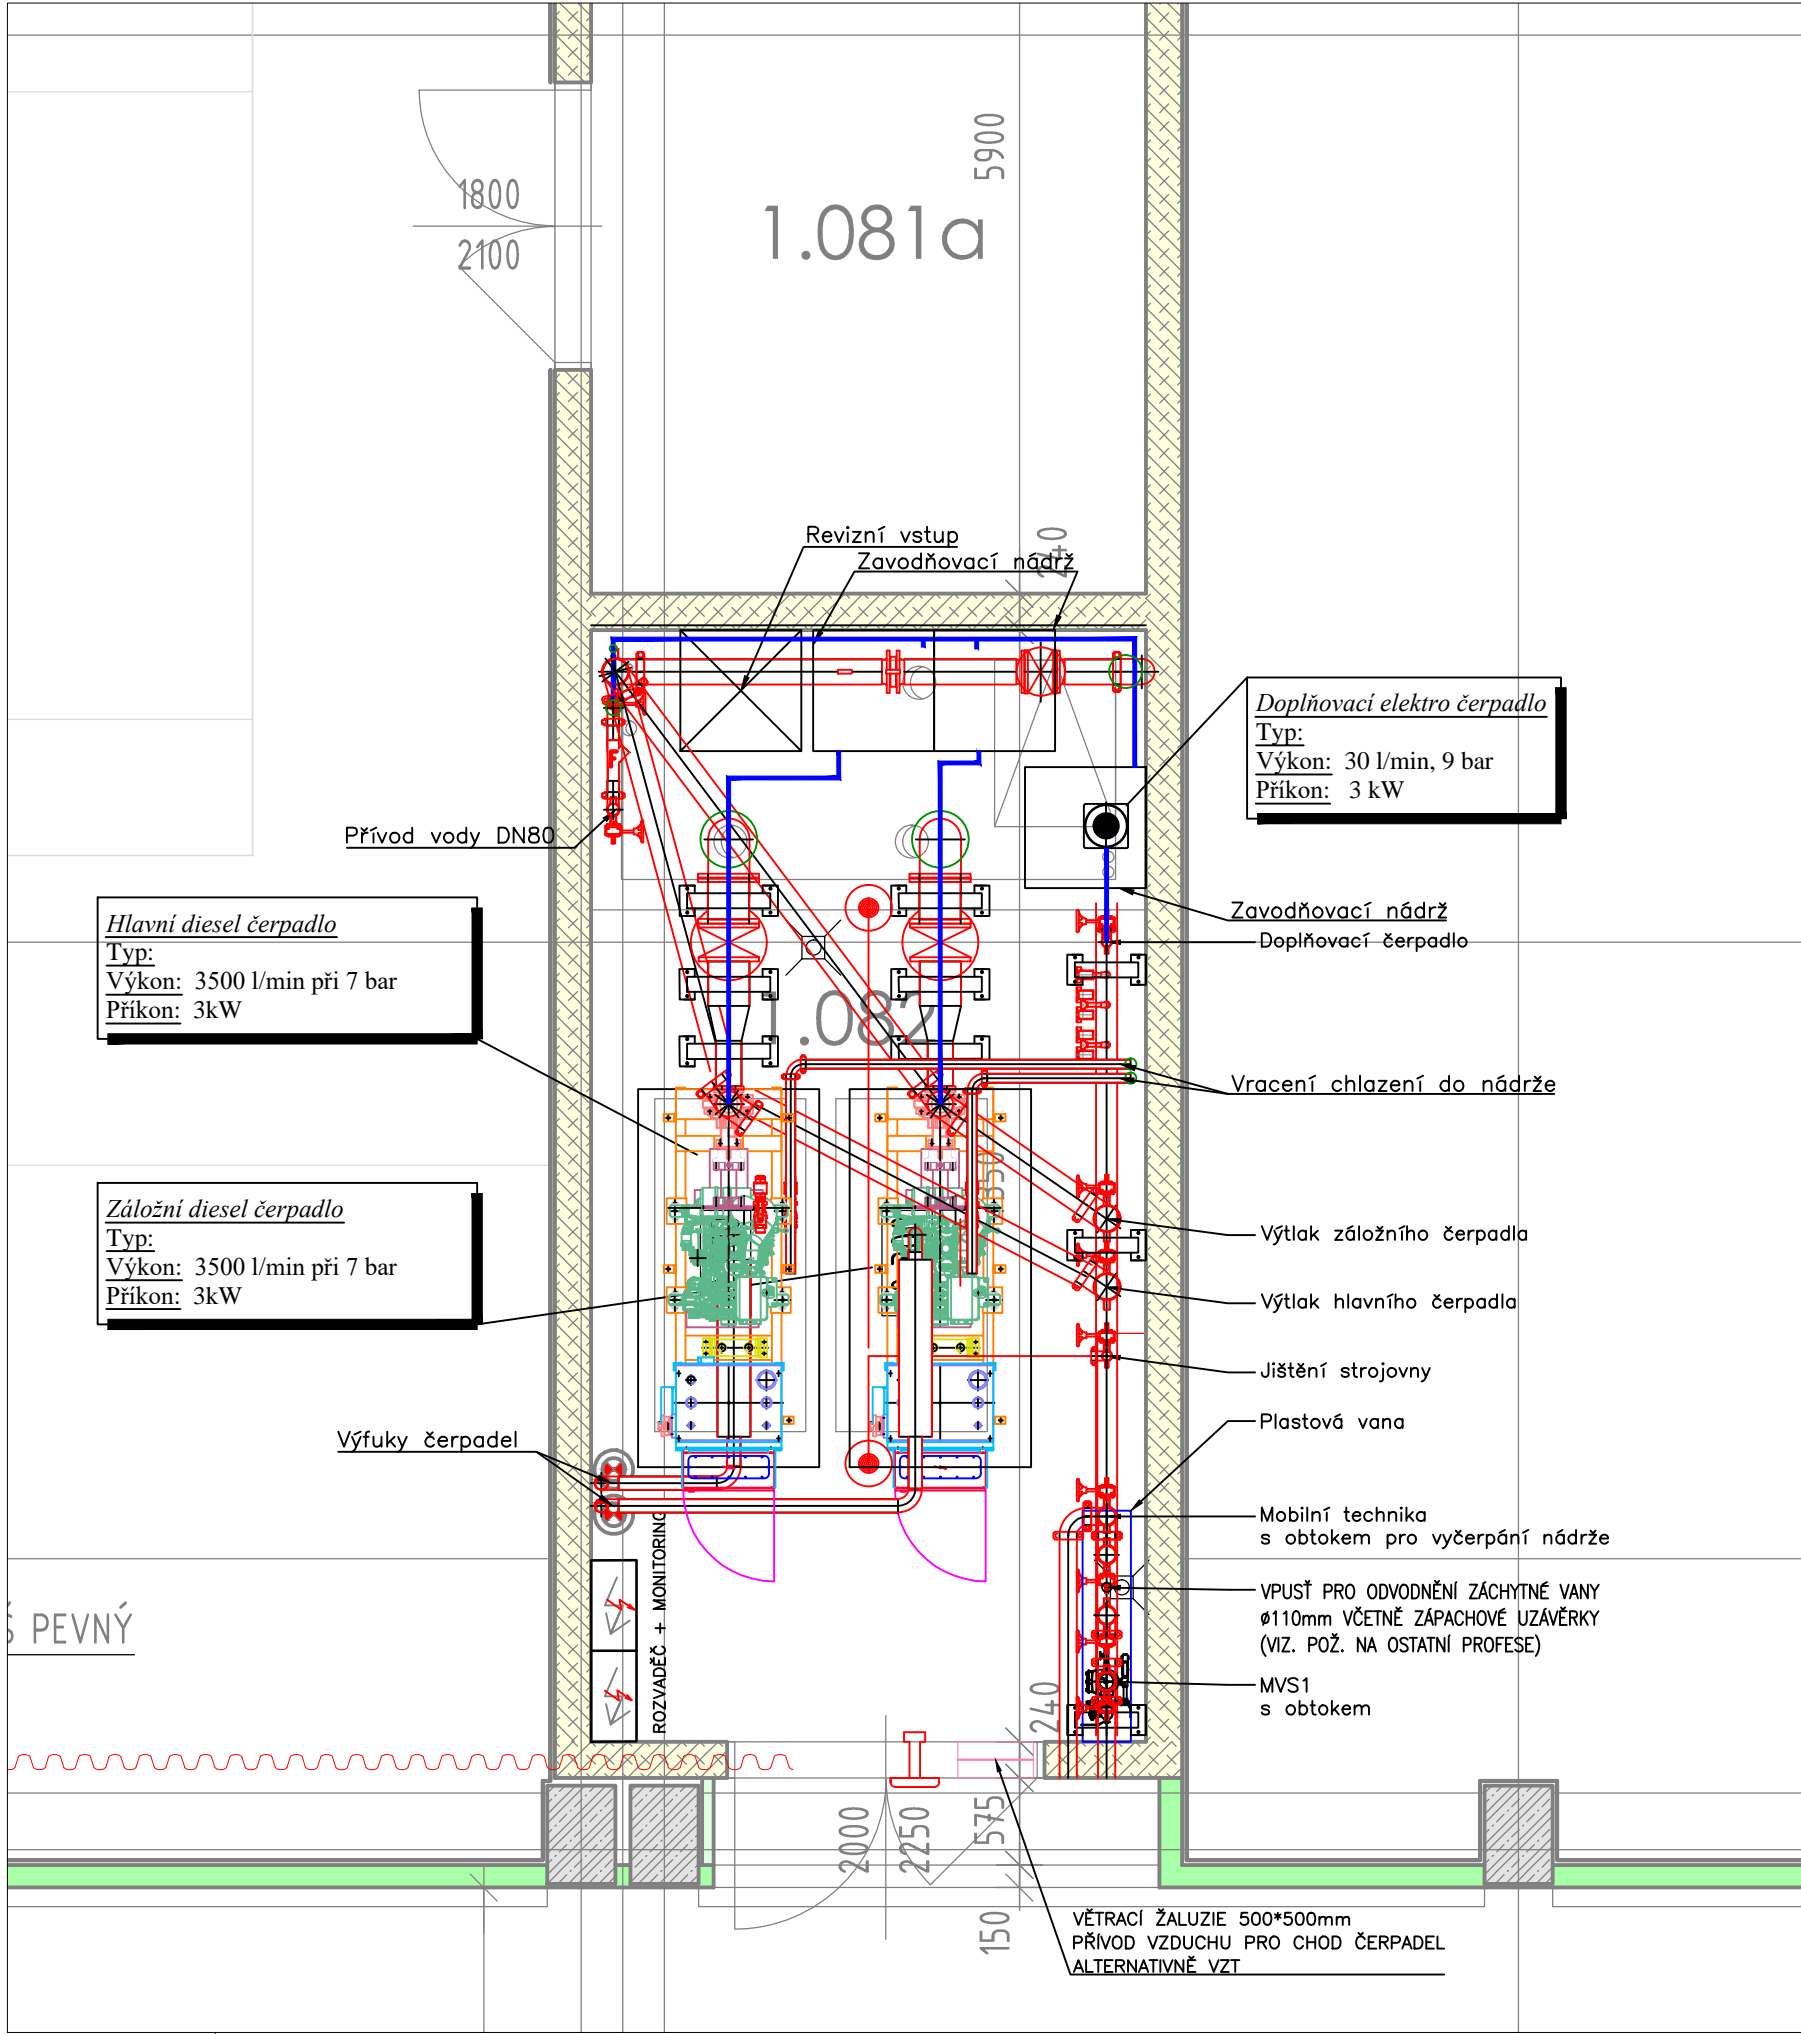 5900
1800
2100
1.081a
Revizní vstup
240
Zavodňovací nádrž
Doplňovací elektro čerpadlo
Typ:
Výkon: 30 l/min, 9 bar
Příkon: 3 kW
Přívod vody DN80
Hlavní diesel čerpadlo
Typ:
Výkon: 3500 l/min při 7 bar
Příkon: 3kW
Zavodňovací nádrž
Doplňovací čerpadlo
1.082
Vracení chlazení do nádrže
Záložní diesel čerpadlo
Typ:
Výkon: 3500 l/min při 7 bar
Příkon: 3kW
Výtlak záložního čerpadla
Výtlak hlavního čerpadla
Jištění strojovny
Plastová vana
Výfuky čerpadel
Mobilní technika
s obtokem pro vyčerpání nádrže
ROZVADĚČ + MONITORING
VPUSŤ PRO ODVODNĚNÍ ZÁCHYTNÉ VANY
ø110mm VČETNĚ ZÁPACHOVÉ UZÁVĚRKY
(VIZ. POŽ. NA OSTATNÍ PROFESE)
Š PEVNÝ
MVS1
s obtokem
240
2000
2250
575
150
VĚTRACÍ ŽALUZIE 500*500mm
PŘÍVOD VZDUCHU PRO CHOD ČERPADEL
ALTERNATIVNĚ VZT